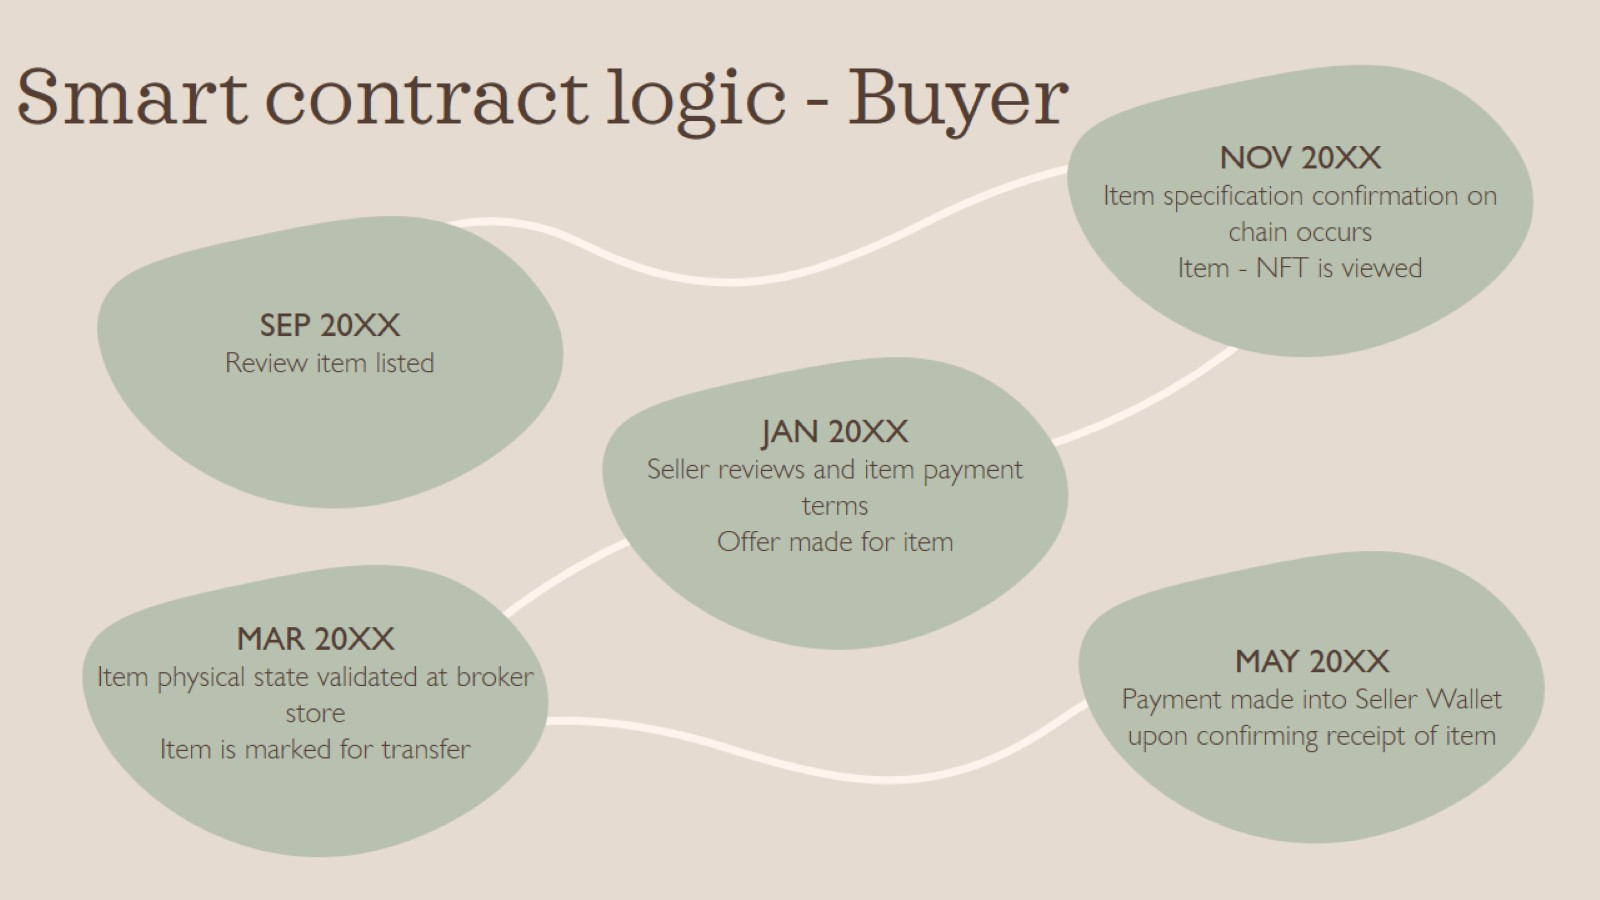 Smart contract logic - Buyer
SEP 20XX
Review item listed
NOV 20XX
Item specification confirmation on
chain occurs
Item - NFT is viewed
JAN 20XX
Seller reviews and item payment
terms
Offer made for item
MAR 20XX
Item physical state validated at broker
store
Item is marked for transfer
MAY 20XX
Payment made into Seller Wallet
upon confirming receipt of item